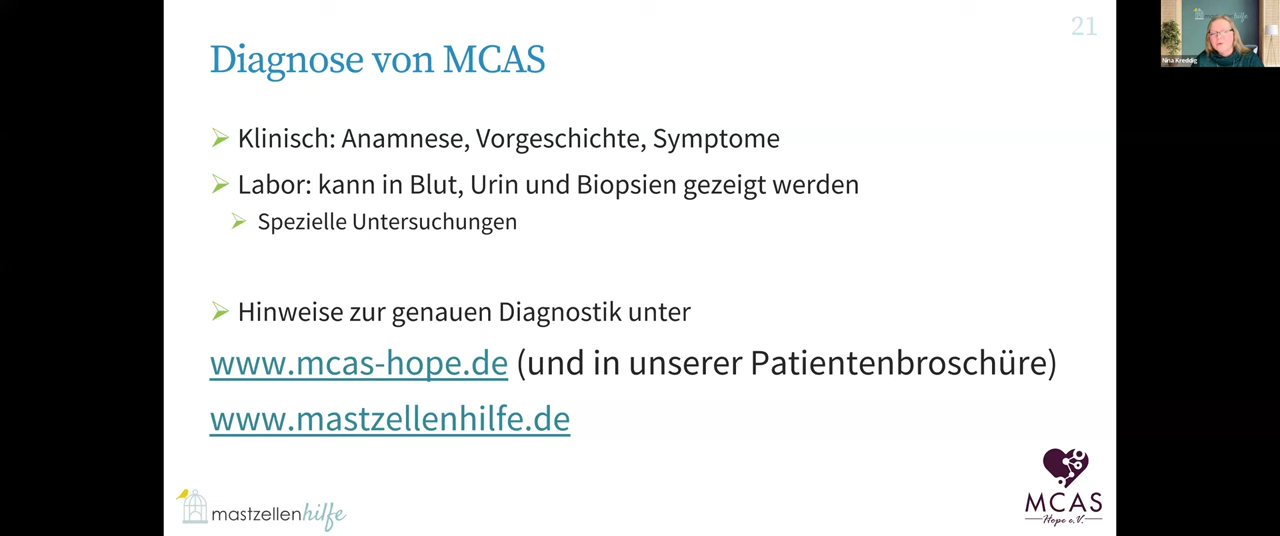 21
Diagnose von MCAS
Klinisch: Anamnese, Vorgeschichte, Symptome
Labor: kann in Blut, Urin und Biopsien gezeigt werden
Spezielle Untersuchungen
Hinweise zur genauen Diagnostik unter
www.mcas-hope.de (und in unserer Patientenbroschüre)
www.mastzellenhilfe.de
mastzellenhilfe
MCAS
Hope e.V.
Nina Kreddig